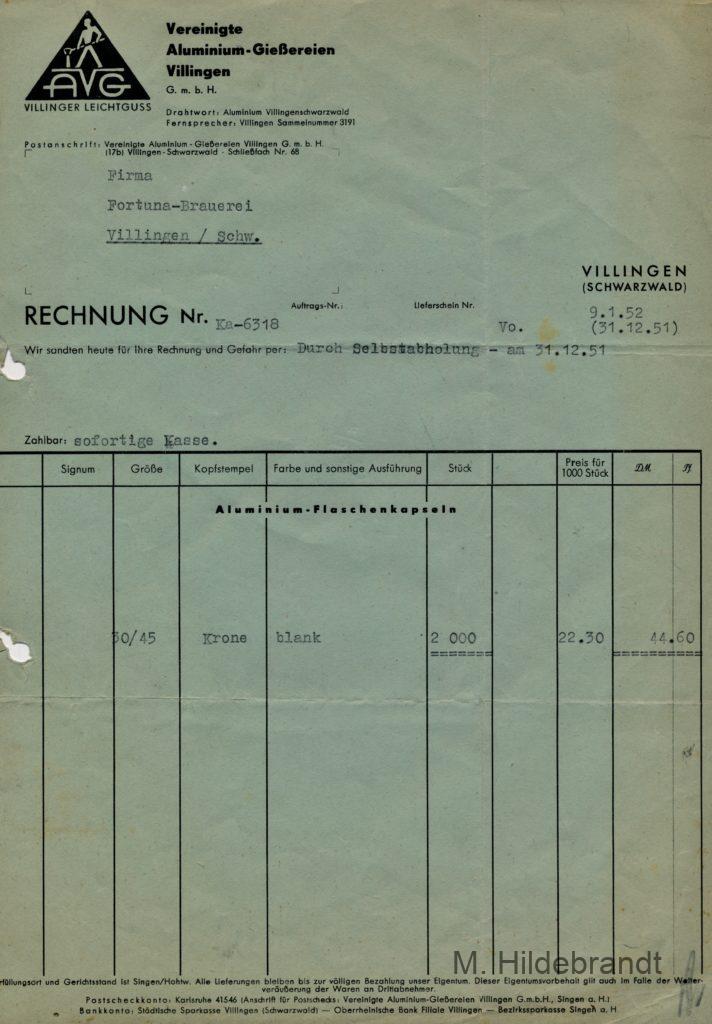 AVG
VILLINGER LEICHTGUSS
Vereinigte
Aluminium-Gießereien
Villingen
G. m. b. H.
Drahtwort: Aluminium Villingenschwarzwald
Fernsprecher: Villingen Sammelnummer 3191
Postanschrift: Vereinigte Aluminium-Gießereien Villingen G. m. b. H.
(17b) Villingen-Schwarzwald - Schließfach Nr. 68
Firma
Fortuna-Brauerei
Villingen / Schw.
VILLINGEN
(SCHWARZWALD)
RECHNUNG Nr. Ka-6318 Auftrags-Nr.: Lieferschein Nr. Vo. 9.1.52
(31.12.51)
Wir sandten heute für Ihre Rechnung und Gefahr per: Durch Selbstabholung - am 31.12.51
Zahlbar: sofortige Kasse.
Signum Größe Kopfstempel Farbe und sonstige Ausführung Stück Preis für 1000 Stück DM Pf.
Aluminium-Flaschenkapseln
30/45 Krone blank 2 000 22.30 44.60
M. Hildebrandt
füllungsort und Gerichtsstand ist Singen/Hohtw. Alle Lieferungen bleiben bis zur völligen Bezahlung unser Eigentum. Dieser Eigentumsvorbehalt gilt auch im Falle der Weiter-
veräußerung der Waren an Drittabnehmer.
Postscheckkonto: Karlsruhe 41546 (Anschrift für Postschecks: Vereinigte Aluminium-Gießereien Villingen G.m.b.H., Singen a. H.)
Bankkonto: Städtische Sparkasse Villingen (Schwarzwald) — Oberrheinische Bank Filiale Villingen — Bezirkssparkasse Singen a. H